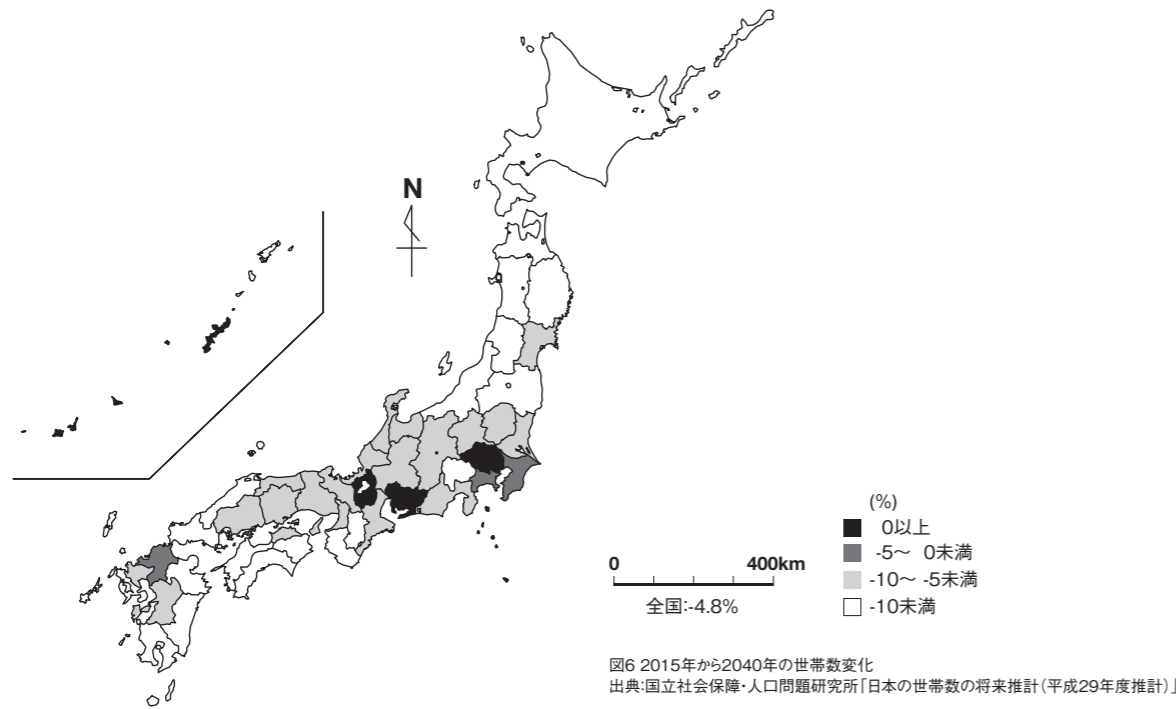 N
(%)
0以上
-5～ 0未満
-10～ -5未満
-10未満
0 400km
全国:-4.8%
図6 2015年から2040年の世帯数変化
出典:国立社会保障・人口問題研究所「日本の世帯数の将来推計(平成29年度推計)」